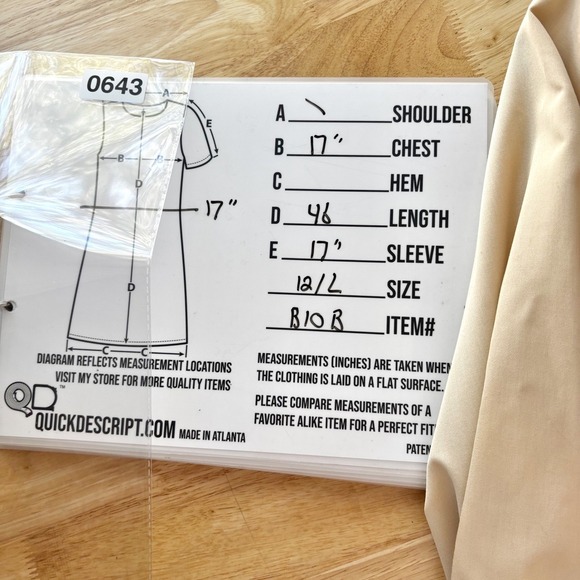 0643
A
E
B B
D
17"
D
C C
A \ SHOULDER
B 17" CHEST
C HEM
D 46 LENGTH
E 17" SLEEVE
12/L SIZE
B10B ITEM#
DIAGRAM REFLECTS MEASUREMENT LOCATIONS
VISIT MY STORE FOR MORE QUALITY ITEMS
QD™
QUICKDESCRIPT.COM MADE IN ATLANTA
MEASUREMENTS (INCHES) ARE TAKEN WHEN
THE CLOTHING IS LAID ON A FLAT SURFACE.
PLEASE COMPARE MEASUREMENTS OF A
FAVORITE ALIKE ITEM FOR A PERFECT FIT
PATEN